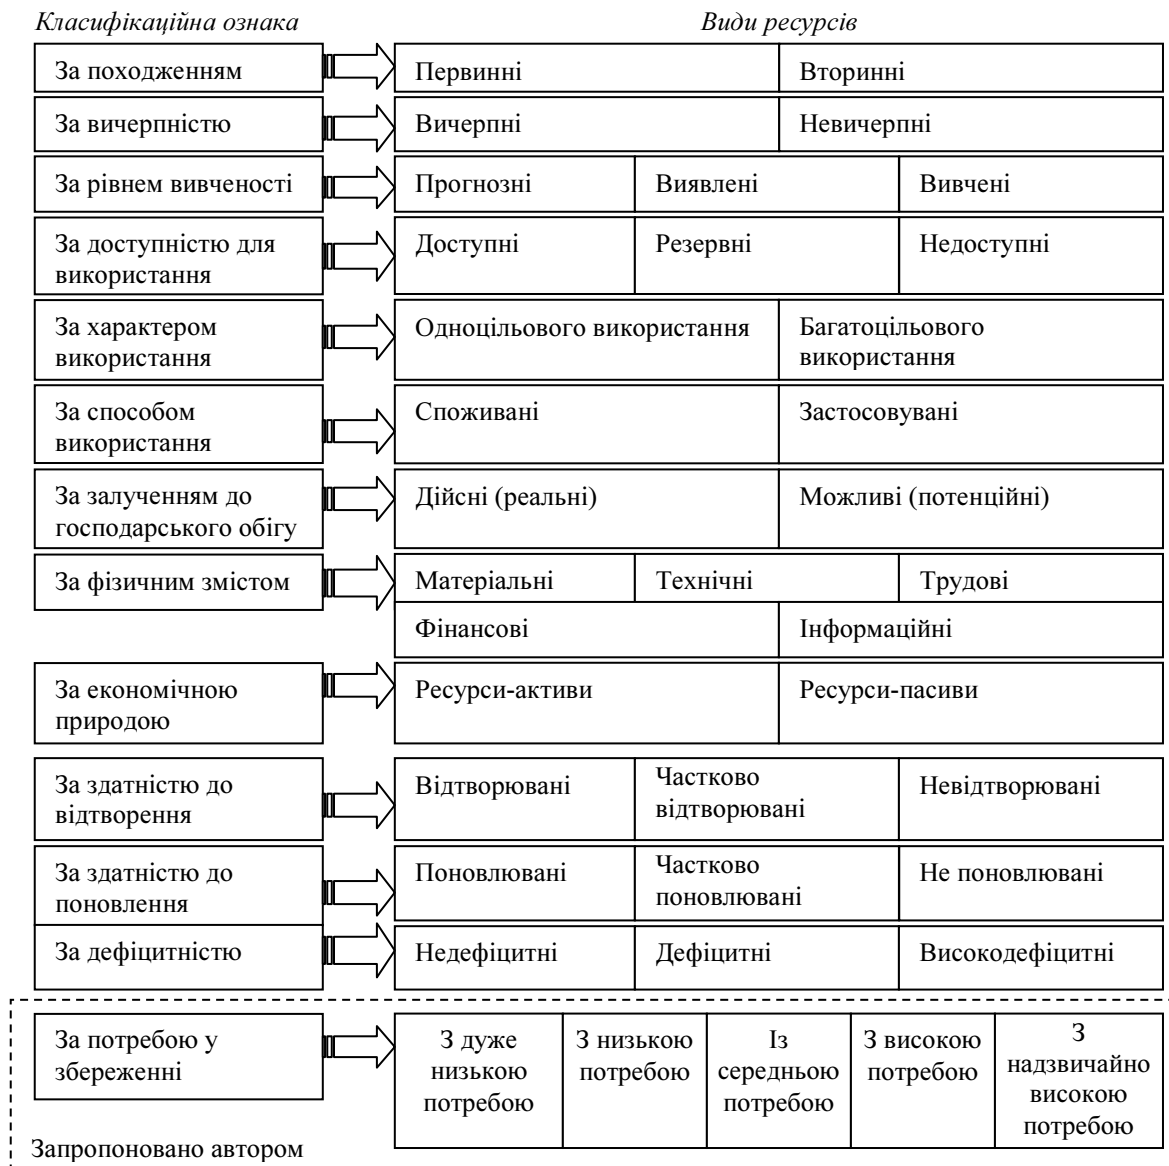 Класифікаційна ознака Види ресурсів
За походженням Первинні Вторинні
За вичерпністю Вичерпні Невичерпні
За рівнем вивченості Прогнозні Виявлені Вивчені
За доступністю для
використання
Доступні Резервні Недоступні
За характером
використання
Одноцільового використання
Багатоцільового
використання
За способом
використання
Споживані Застосовувані
За залученням до
господарського обігу
Дійсні (реальні) Можливі (потенційні)
За фізичним змістом Матеріальні Технічні Трудові
Фінансові Інформаційні
За економічною
природою
Ресурси-активи Ресурси-пасиви
За здатністю до
відтворення
Відтворювані
Частково
відтворювані
Невідтворювані
За здатністю до
поновлення
Поновлювані
Частково
поновлювані
Не поновлювані
За дефіцитністю Недефіцитні Дефіцитні Високодефіцитні
За потребою у
збереженні
З дуже
низькою
потребою
З низькою
потребою
Із
середньою
потребою
З високою
потребою
З
надзвичайно
високою
потребою
Запропоновано автором